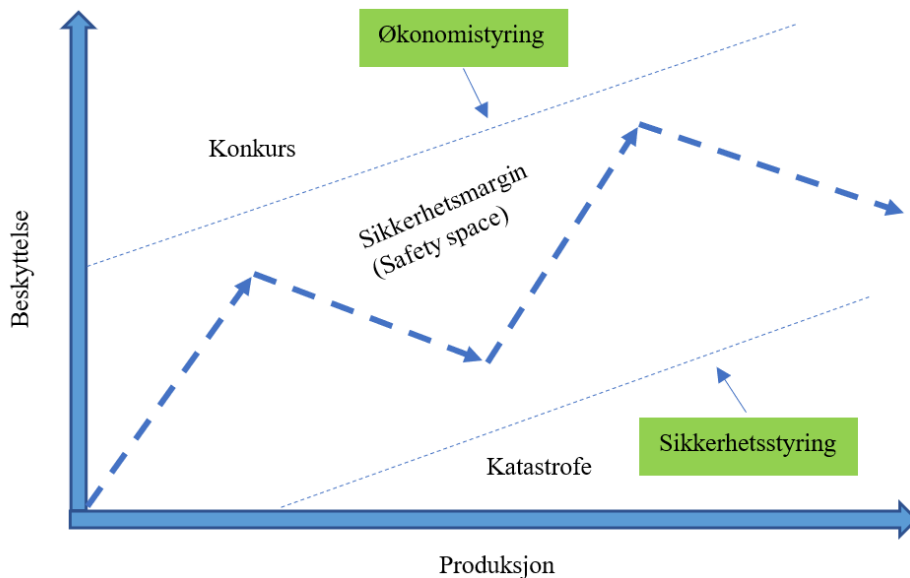 Økonomistyring
Konkurs
Sikkerhetsmargin
(Safety space)
Beskyttelse
Sikkerhetsstyring
Katastrofe
Produksjon